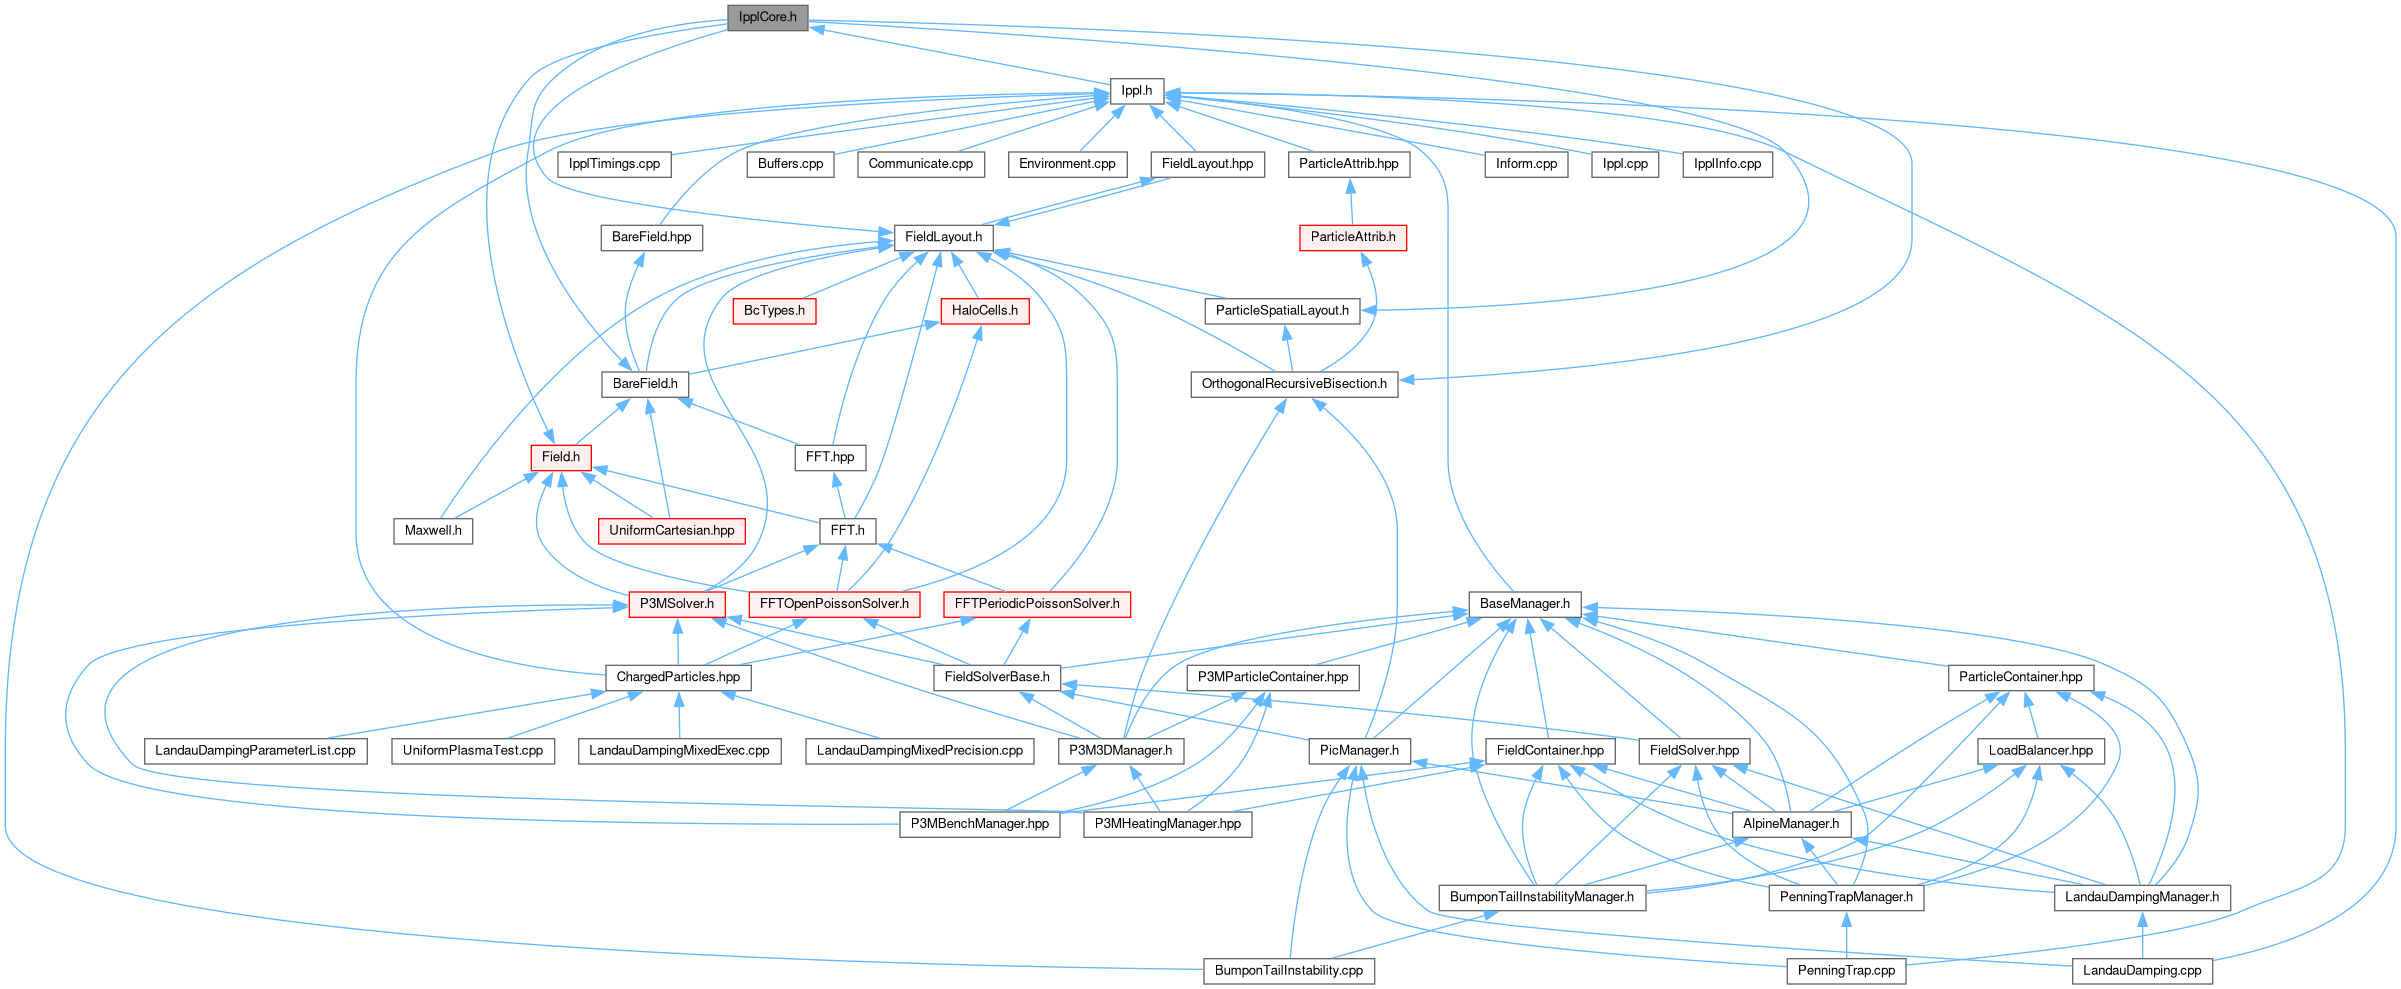 IpplCore.h
Ippl.h
IpplTimings.cpp
Buffers.cpp
Communicate.cpp
Environment.cpp
FieldLayout.hpp
ParticleAttrib.hpp
Inform.cpp
Ippl.cpp
IpplInfo.cpp
BareField.hpp
FieldLayout.h
ParticleAttrib.h
BcTypes.h
HaloCells.h
ParticleSpatialLayout.h
BareField.h
OrthogonalRecursiveBisection.h
Field.h
FFT.hpp
Maxwell.h
UniformCartesian.hpp
FFT.h
P3MSolver.h
FFTOpenPoissonSolver.h
FFTPeriodicPoissonSolver.h
BaseManager.h
ChargedParticles.hpp
FieldSolverBase.h
P3MParticleContainer.hpp
ParticleContainer.hpp
LandauDampingParameterList.cpp
UniformPlasmaTest.cpp
LandauDampingMixedExec.cpp
LandauDampingMixedPrecision.cpp
P3M3DManager.h
PicManager.h
FieldContainer.hpp
FieldSolver.hpp
LoadBalancer.hpp
P3MBenchManager.hpp
P3MHeatingManager.hpp
AlpineManager.h
BumponTailInstabilityManager.h
PenningTrapManager.h
LandauDampingManager.h
BumponTailInstability.cpp
PenningTrap.cpp
LandauDamping.cpp